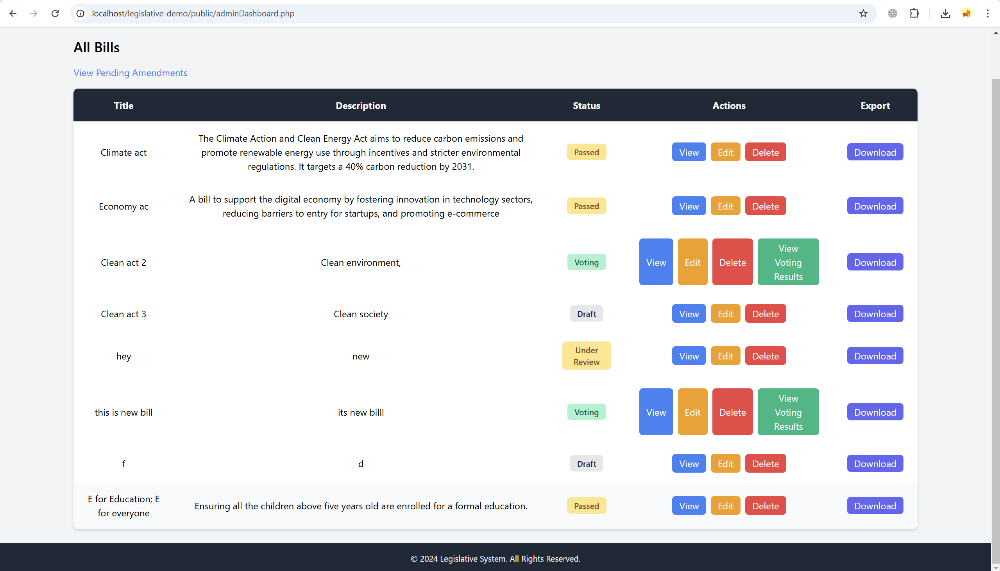 localhost/legislative-demo/public/adminDashboard.php
All Bills
View Pending Amendments
Title Description Status Actions Export
Climate act
The Climate Action and Clean Energy Act aims to reduce carbon emissions and
promote renewable energy use through incentives and stricter environmental
regulations. It targets a 40% carbon reduction by 2031.
Passed View Edit Delete Download
Economy ac
A bill to support the digital economy by fostering innovation in technology sectors,
reducing barriers to entry for startups, and promoting e-commerce
Passed View Edit Delete Download
Clean act 2 Clean environment, Voting View Edit Delete
View
Voting
Results
Download
Clean act 3 Clean society Draft View Edit Delete Download
hey new
Under
Review
View Edit Delete Download
this is new bill its new billl Voting View Edit Delete
View
Voting
Results
Download
f d Draft View Edit Delete Download
E for Education; E
for everyone
Ensuring all the children above five years old are enrolled for a formal education.
Passed View Edit Delete Download
© 2024 Legislative System. All Rights Reserved.